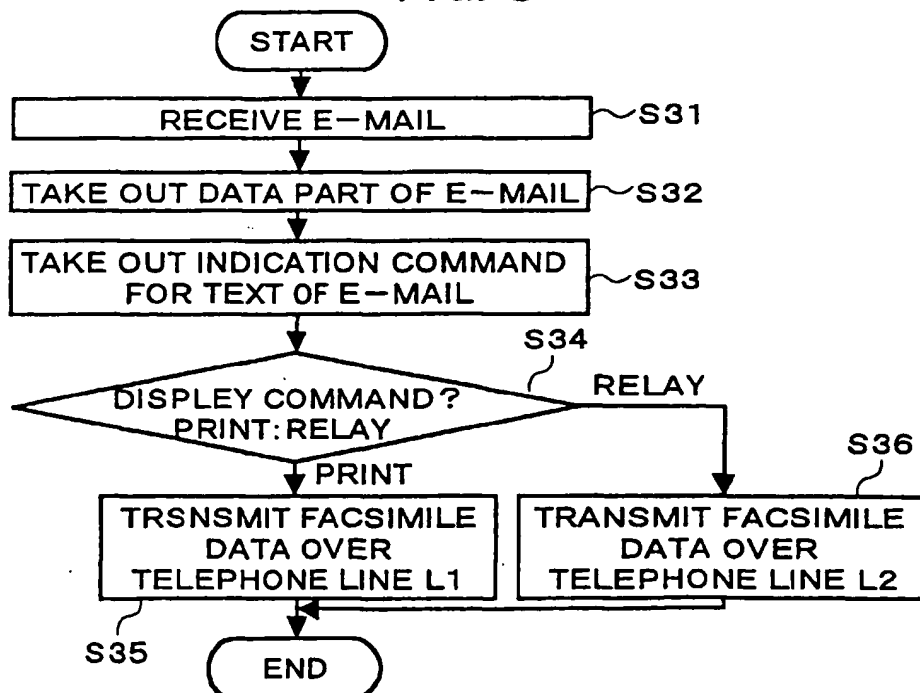 START
RECEIVE E-MAIL
S31
TAKE OUT DATA PART OF E-MAIL
S32
TAKE OUT INDICATION COMMAND
FOR TEXT OF E-MAIL
S33
S34
DISPLEY COMMAND?
PRINT:RELAY
RELAY
PRINT
S36
TRSNSMIT FACSIMILE
DATA OVER
TELEPHONE LINE L1
TRANSMIT FACSIMILE
DATA OVER
TELEPHONE LINE L2
S35
END